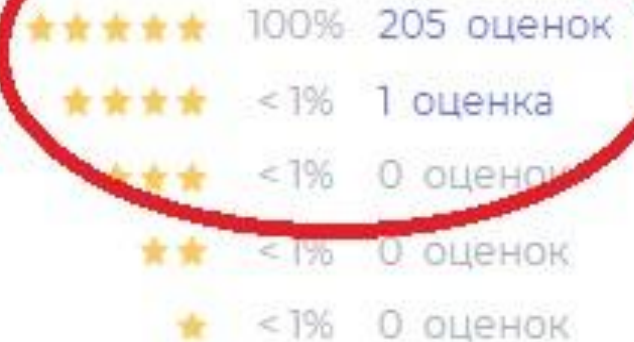 100% 205 оценок
<1% 1 оценка
<1% 0 оценок
<1% 0 оценок
<1% 0 оценок